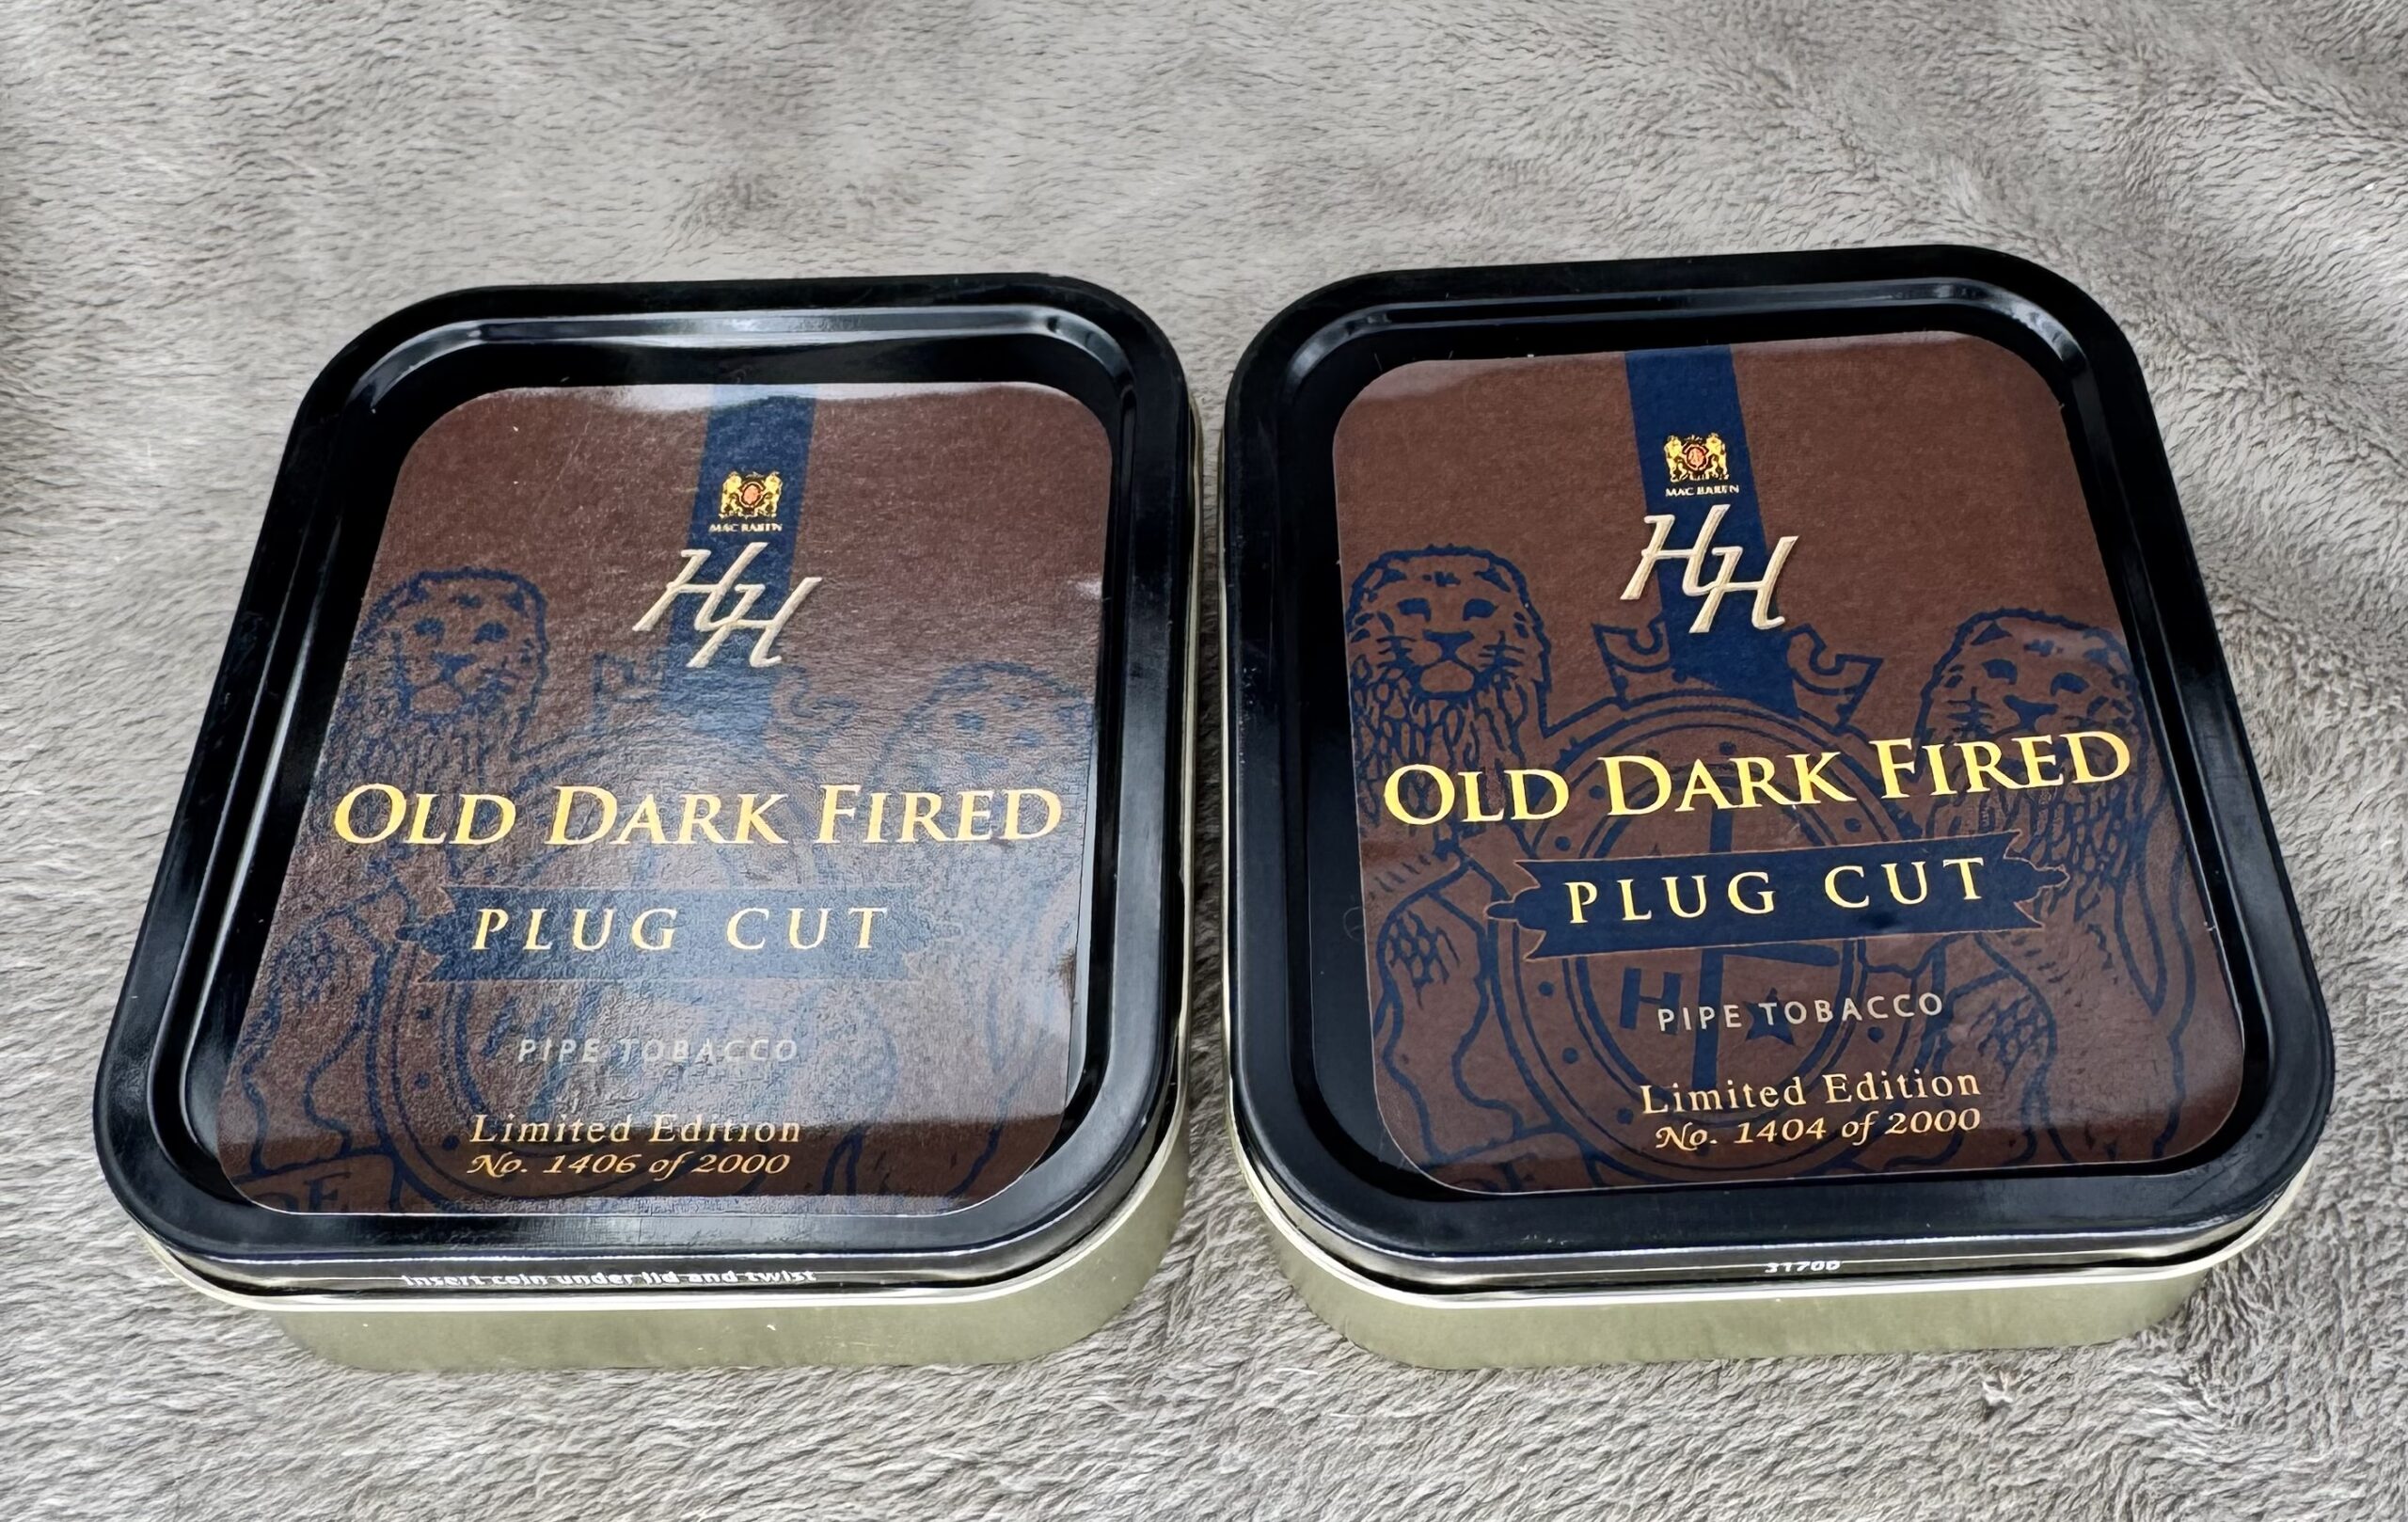 MAC BAREN
HH
OLD DARK FIRED
PLUG CUT
PIPE TOBACCO
Limited Edition
No. 1406 of 2000
insert coin under lid and twist
MAC BAREN
HH
OLD DARK FIRED
PLUG CUT
H H
PIPE TOBACCO
Limited Edition
No. 1404 of 2000